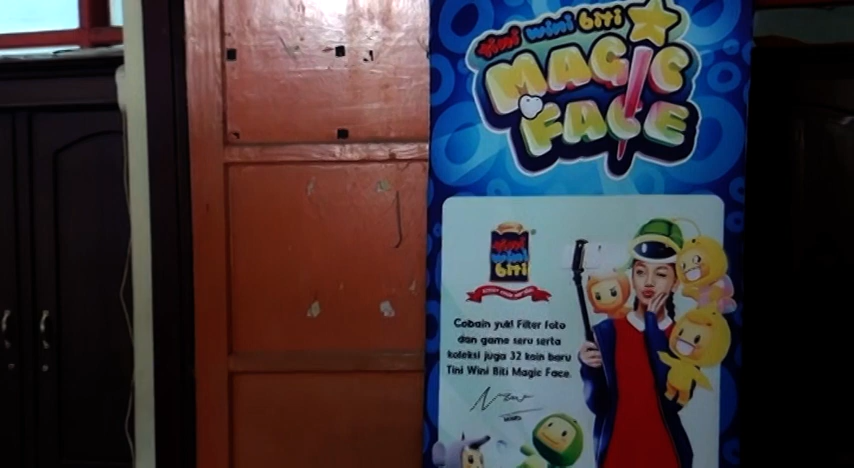 tini wini biti
MAGIC
FACE
tini
wini
biti
Cobain yuk! Filter foto
dan game seru serta
koleksi juga 32 koin baru
Tini Wini Biti Magic Face.